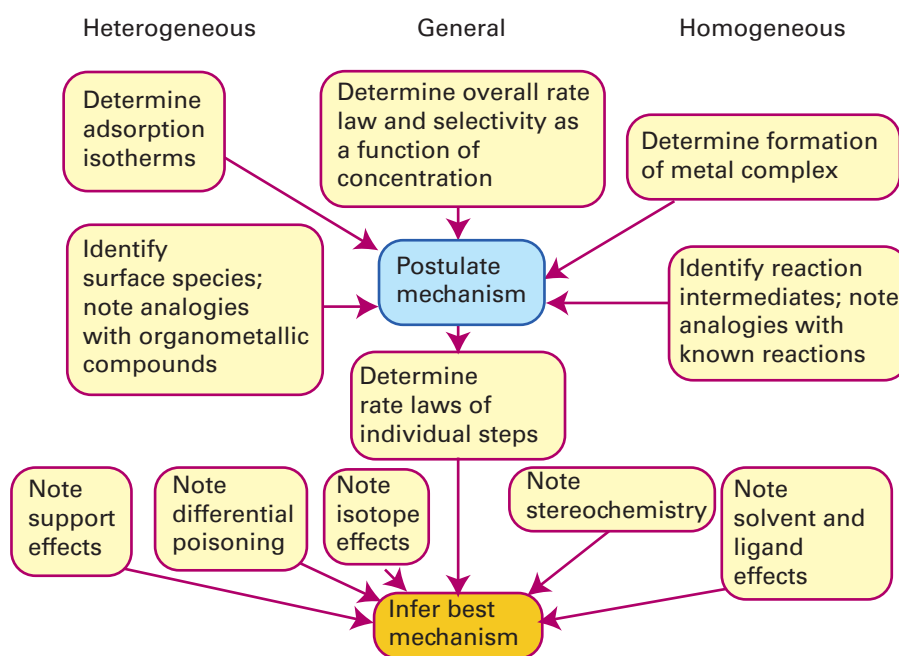 Heterogeneous
General
Homogeneous
Determine
adsorption
isotherms
Determine overall rate
law and selectivity as
a function of
concentration
Determine formation
of metal complex
Identify
surface species;
note analogies
with organometallic
compounds
Postulate
mechanism
Identify reaction
intermediates; note
analogies with
known reactions
Determine
rate laws of
individual steps
Note
support
effects
Note
differential
poisoning
Note
isotope
effects
Note
stereochemistry
Note
solvent and
ligand
effects
Infer best
mechanism